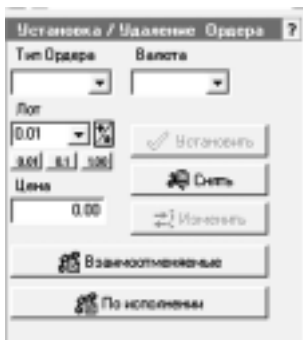 Установка / Удаление Ордера ?
Тип Ордера Валюта
Лот
0.01 %
0.01 0.1 1.00
Установить
Цена
Снять
0.00
Изменить
Взаимоотменяемые
По исполнении